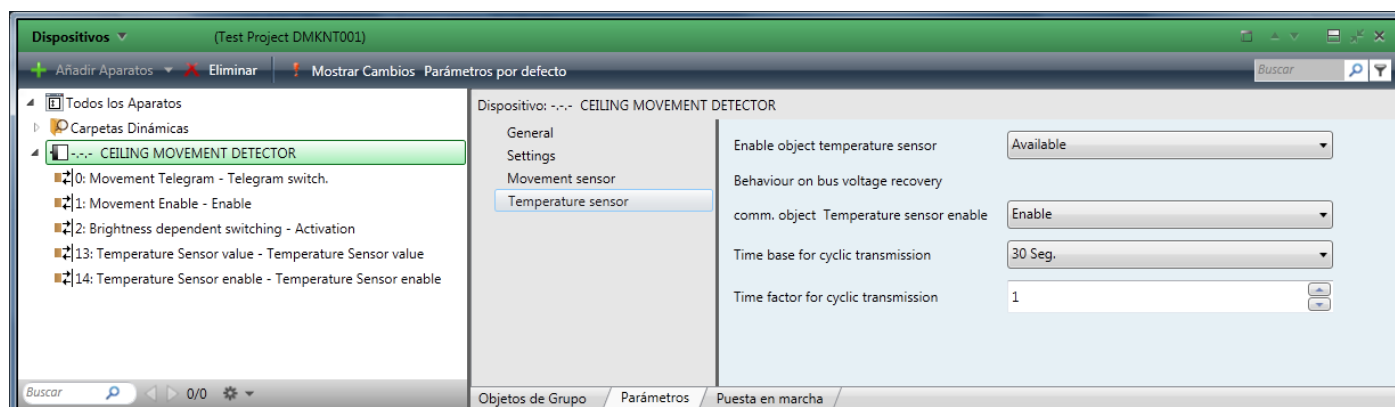 Dispositivos (Test Project DMKNT001)
Añadir Aparatos Eliminar Mostrar Cambios Parámetros por defecto Buscar
Todos los Aparatos
Carpetas Dinámicas
-.-.- CEILING MOVEMENT DETECTOR
0: Movement Telegram - Telegram switch.
1: Movement Enable - Enable
2: Brightness dependent switching - Activation
13: Temperature Sensor value - Temperature Sensor value
14: Temperature Sensor enable - Temperature Sensor enable
Buscar 0/0
Dispositivo: -.-.- CEILING MOVEMENT DETECTOR
General
Settings
Movement sensor
Temperature sensor
Enable object temperature sensor Available
Behaviour on bus voltage recovery
comm. object Temperature sensor enable Enable
Time base for cyclic transmission 30 Seg.
Time factor for cyclic transmission 1
Objetos de Grupo Parámetros Puesta en marcha